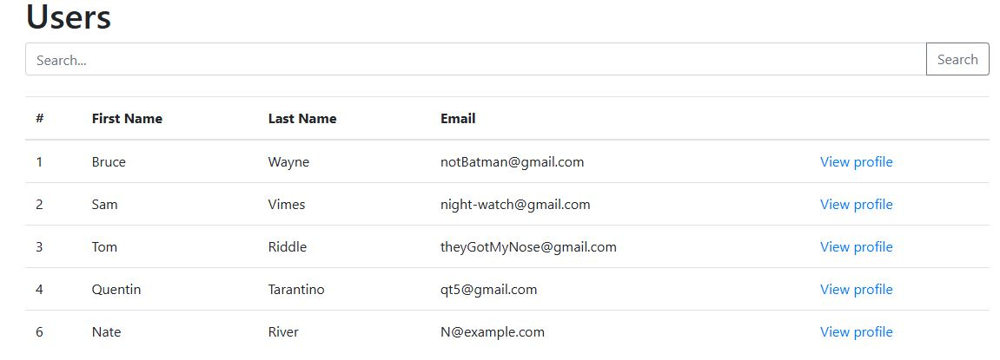 Users
Search... Search
# First Name Last Name Email
1 Bruce Wayne notBatman@gmail.com View profile
2 Sam Vimes night-watch@gmail.com View profile
3 Tom Riddle theyGotMyNose@gmail.com View profile
4 Quentin Tarantino qt5@gmail.com View profile
6 Nate River N@example.com View profile